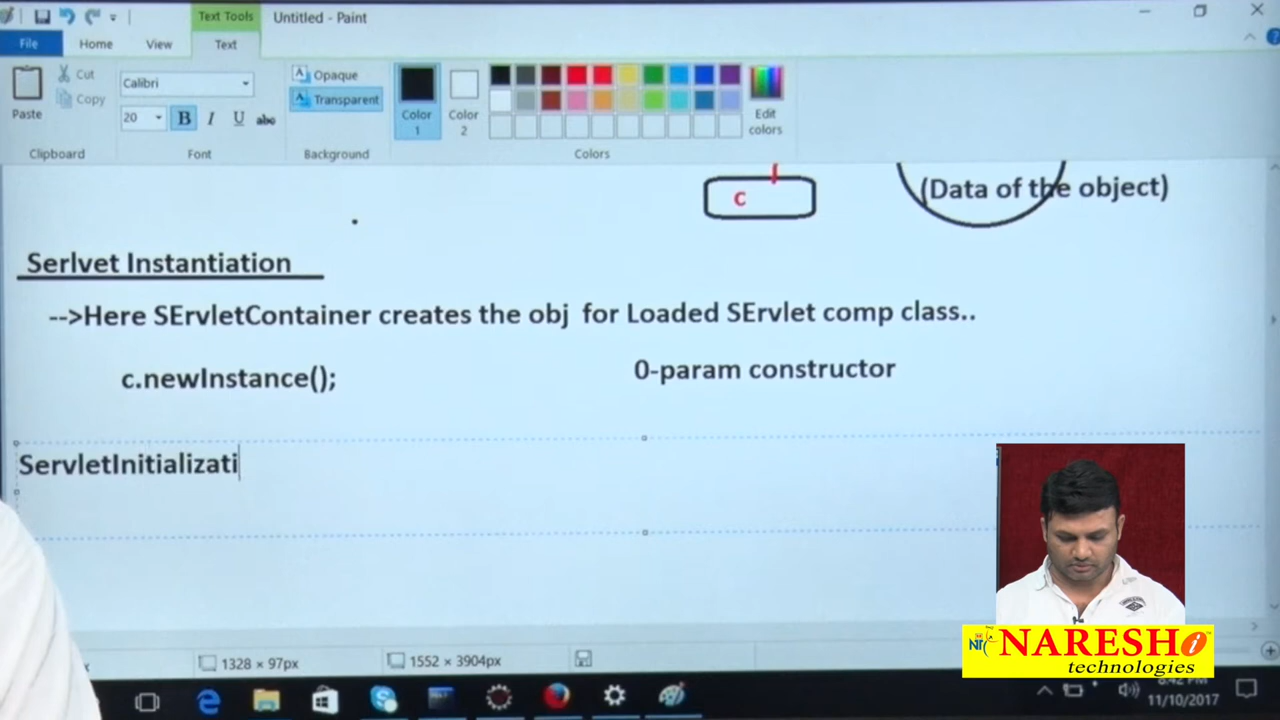 Text Tools
Untitled - Paint
File
Home
View
Text
Cut
Copy
Paste
Clipboard
Calibri
20
B
I
U
abc
Font
Opaque
Transparent
Background
Color
1
Color
2
Edit
colors
Colors
c
(Data of the object)
Serlvet Instantiation
-->Here SErvletContainer creates the obj for Loaded SErvlet comp class..
c.newInstance();
0-param constructor
ServletInitializati
1328 × 97px
1552 × 3904px
NARESH i
technologies
11/10/2017